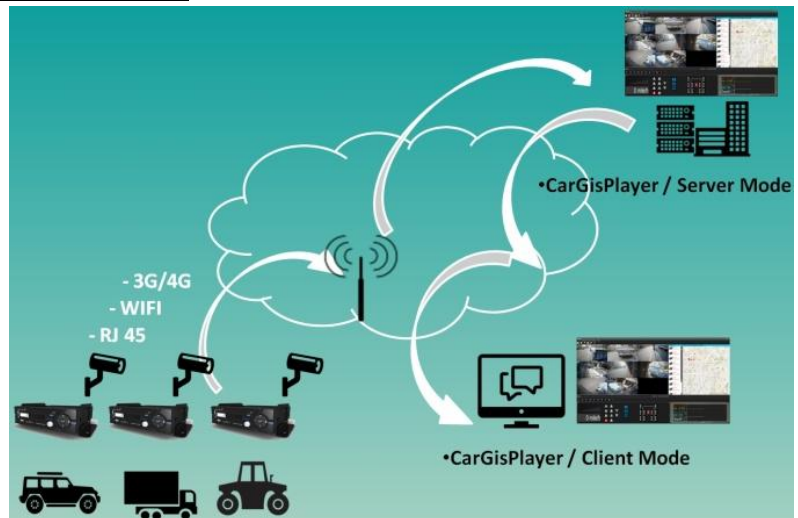 •CarGisPlayer / Server Mode
- 3G/4G
- WIFI
- RJ 45
•CarGisPlayer / Client Mode